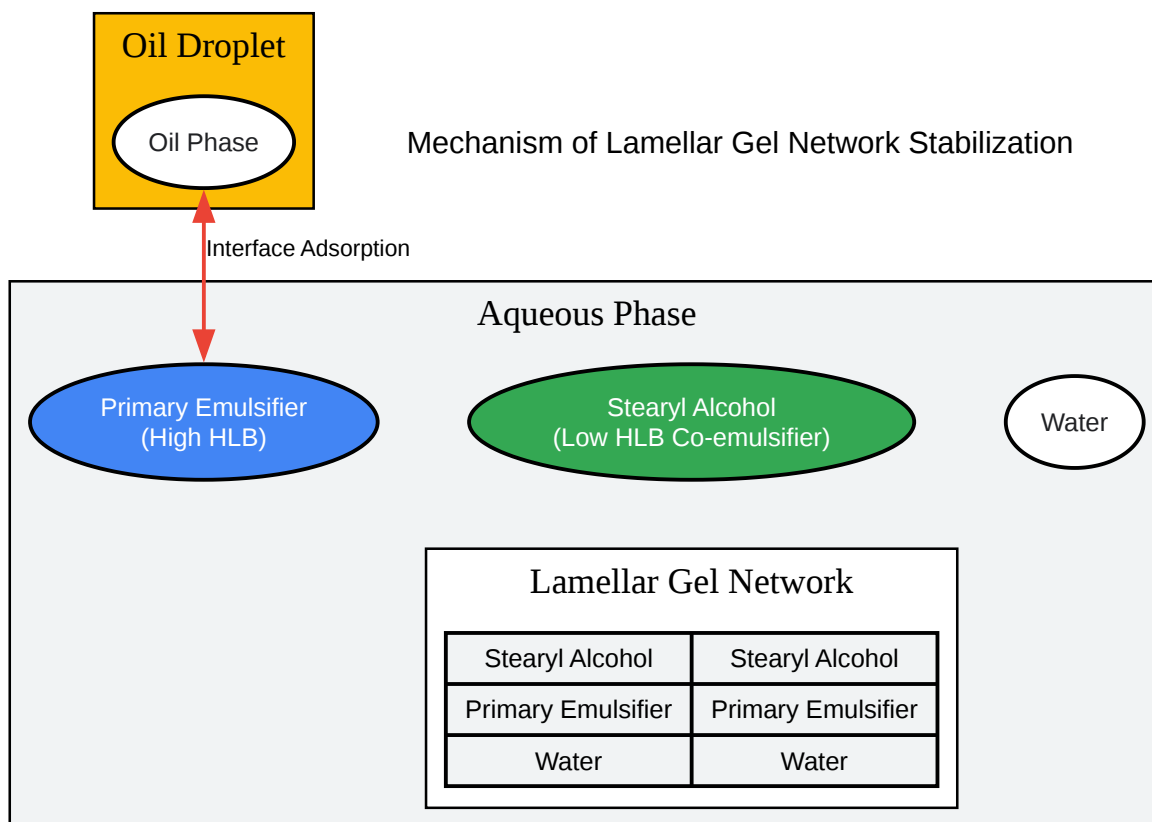 Oil Droplet
Oil Phase
Mechanism of Lamellar Gel Network Stabilization
Interface Adsorption
Aqueous Phase
Primary Emulsifier
(High HLB)
Stearyl Alcohol
(Low HLB Co-emulsifier)
Water
Lamellar Gel Network
Stearyl Alcohol
Stearyl Alcohol
Primary Emulsifier
Primary Emulsifier
Water
Water